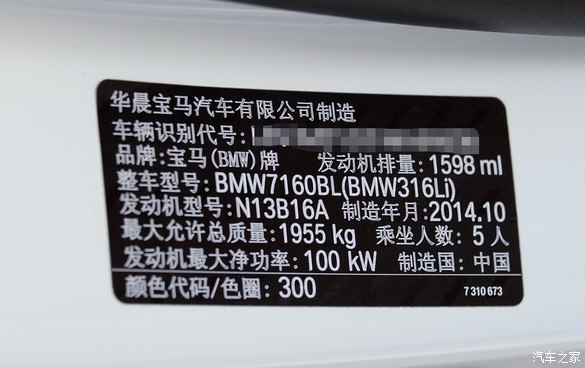 华晨宝马汽车有限公司制造
车辆识别代号:
品牌:宝马(BMW)牌 发动机排量:1598 ml
整车型号:BMW7160BL(BMW316Li)
发动机型号:N13B16A 制造年月:2014.10
最大允许总质量:1955 kg 乘坐人数:5人
发动机最大净功率:100 kW 制造国:中国
颜色代码/色圈:300 7310673
汽车之家